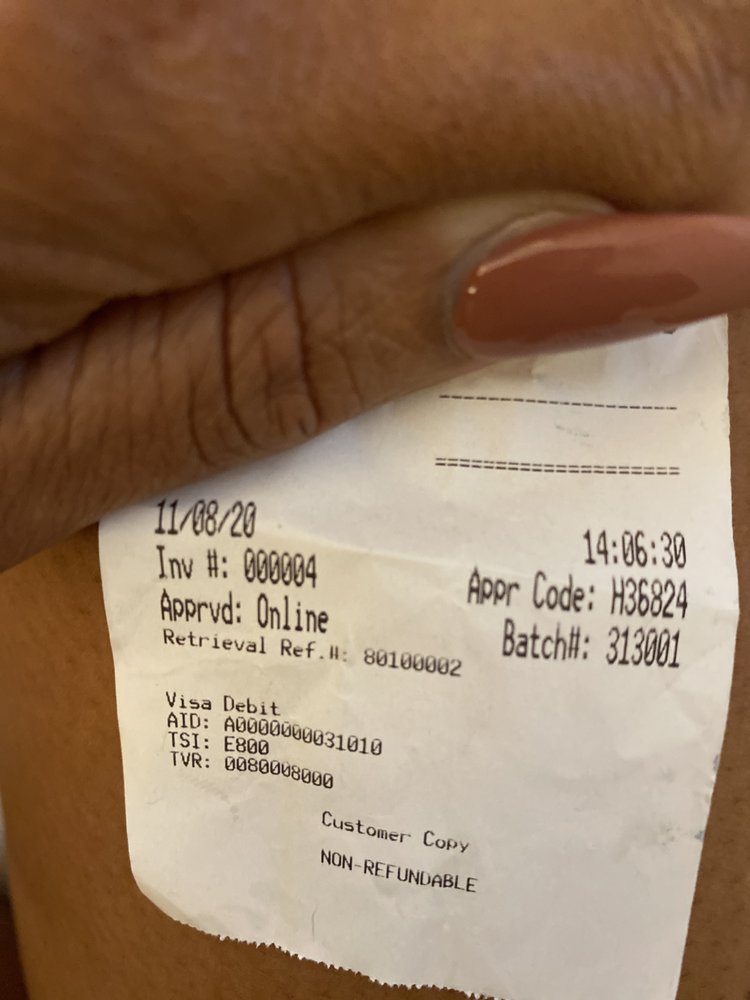 11/08/20 14:06:30
Inv #: 000004 Appr Code: H36824
Apprvd: Online Batch#: 313001
Retrieval Ref.#: 80100002
Visa Debit
AID: A0000000031010
TSI: E800
TVR: 0080008000
Customer Copy
NON-REFUNDABLE